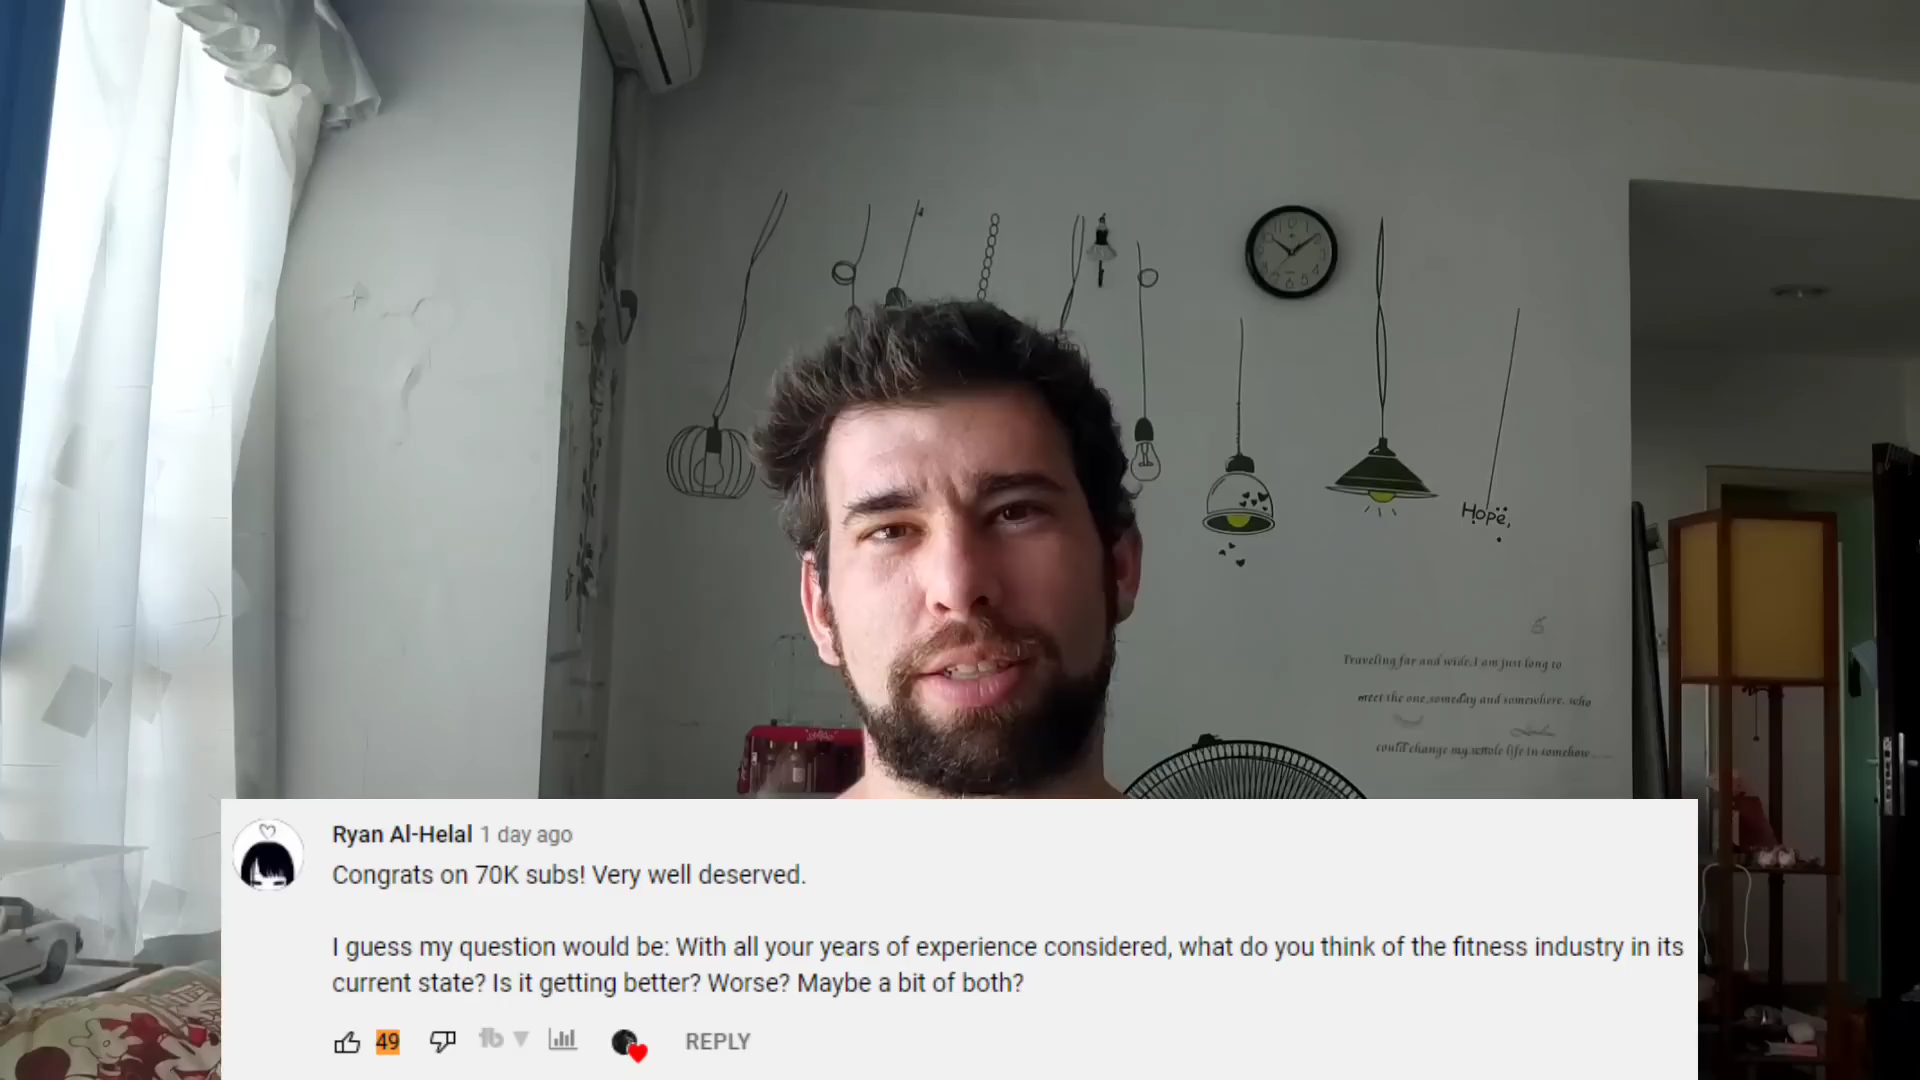 Hope,
Traveling far and wide, I am just long to
meet the one, someday and somewhere, who
could change my whole life in somehow......
Ryan Al-Helal 1 day ago
Congrats on 70K subs! Very well deserved.
I guess my question would be: With all your years of experience considered, what do you think of the fitness industry in its
current state? Is it getting better? Worse? Maybe a bit of both?
49
REPLY